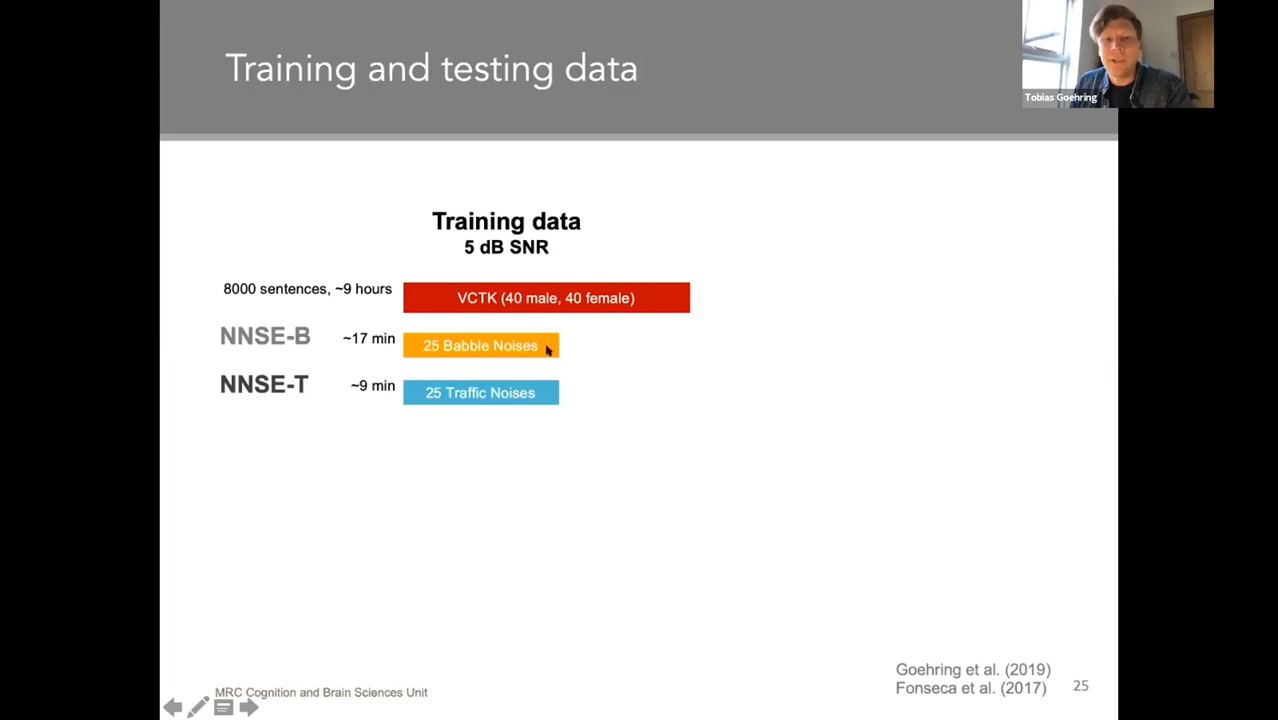 Training and testing data
Tobias Goehring
Training data
5 dB SNR
8000 sentences, ~9 hours
VCTK (40 male, 40 female)
NNSE-B
~17 min
25 Babble Noises
NNSE-T
~9 min
25 Traffic Noises
Goehring et al. (2019)
Fonseca et al. (2017)
25
MRC Cognition and Brain Sciences Unit